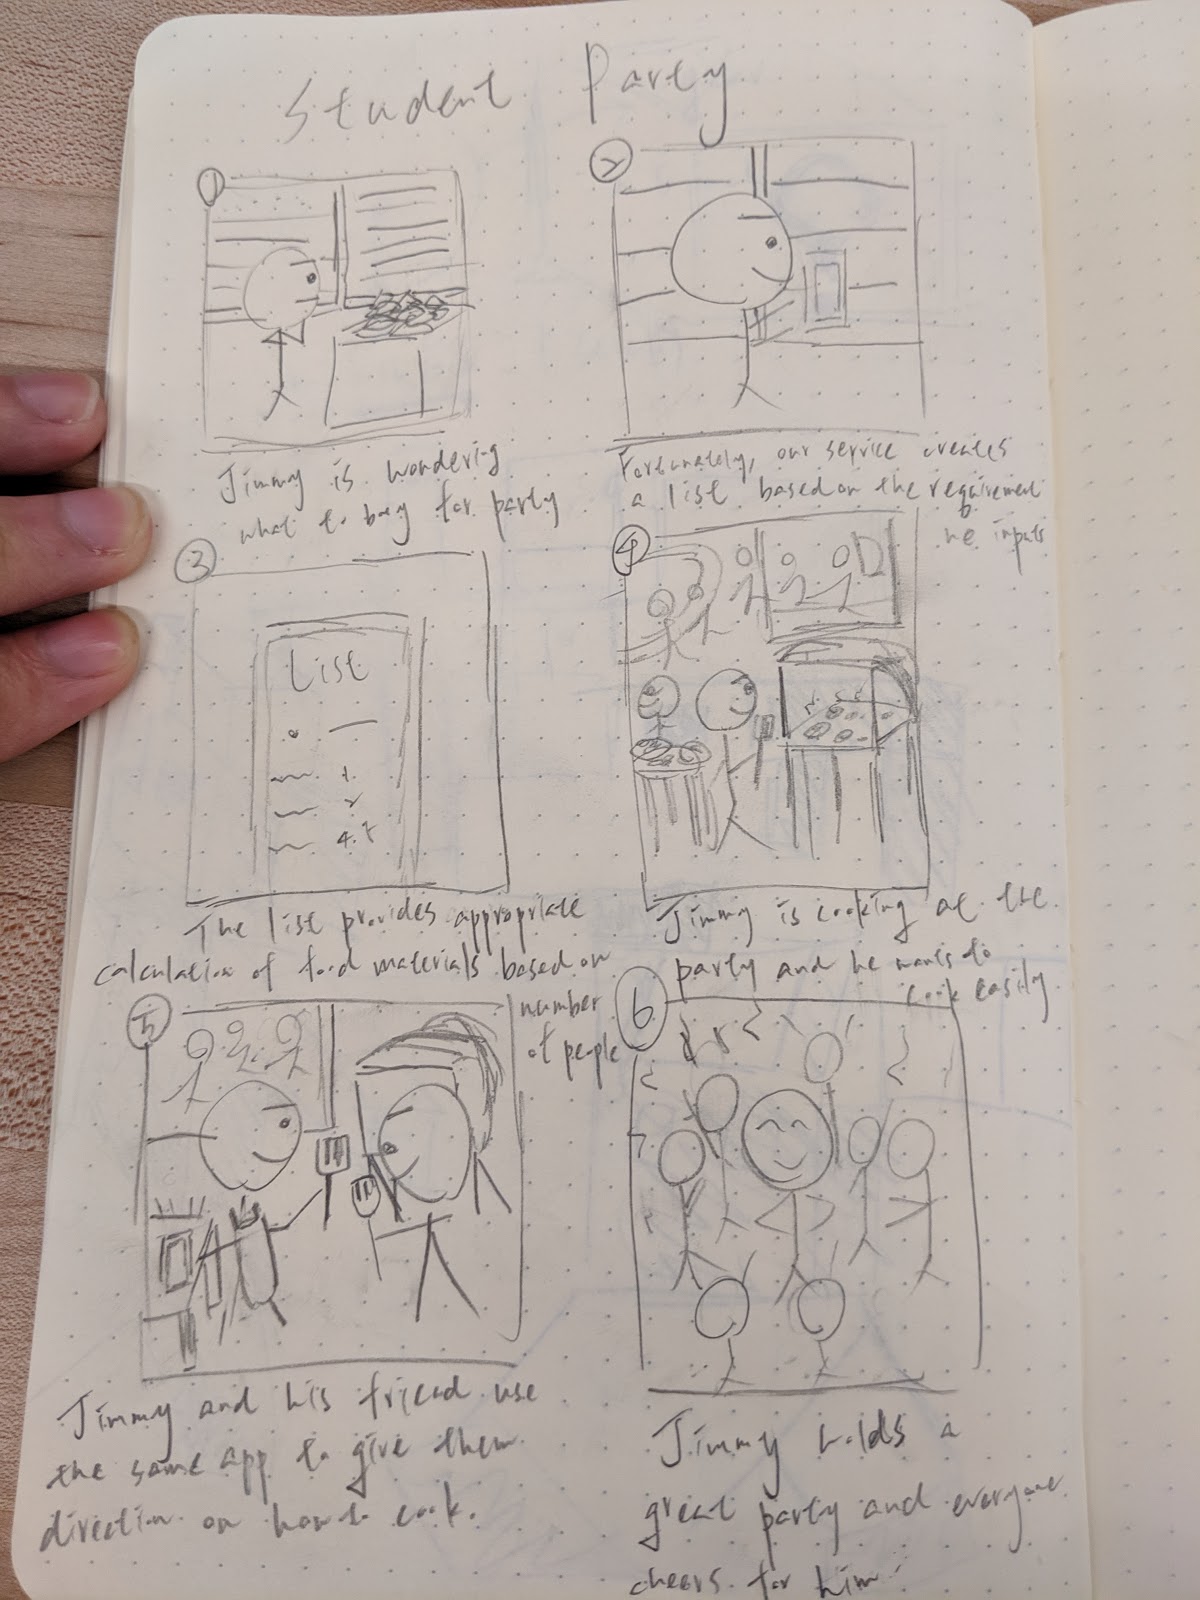 Student Party
1
Jimmy is wondering
what to buy for party
2
Fortunately, our service creates
a list based on the requirement
he inputs
3
List
1
2
The list provides appropriate
calculation of food materials based on
number
of people
4
Jimmy is cooking at the
party and he wants to
cook easily
5
Jimmy and his friend use
the same app to give them
direction on how to cook.
6
Jimmy holds a
great party and everyone
cheers for him